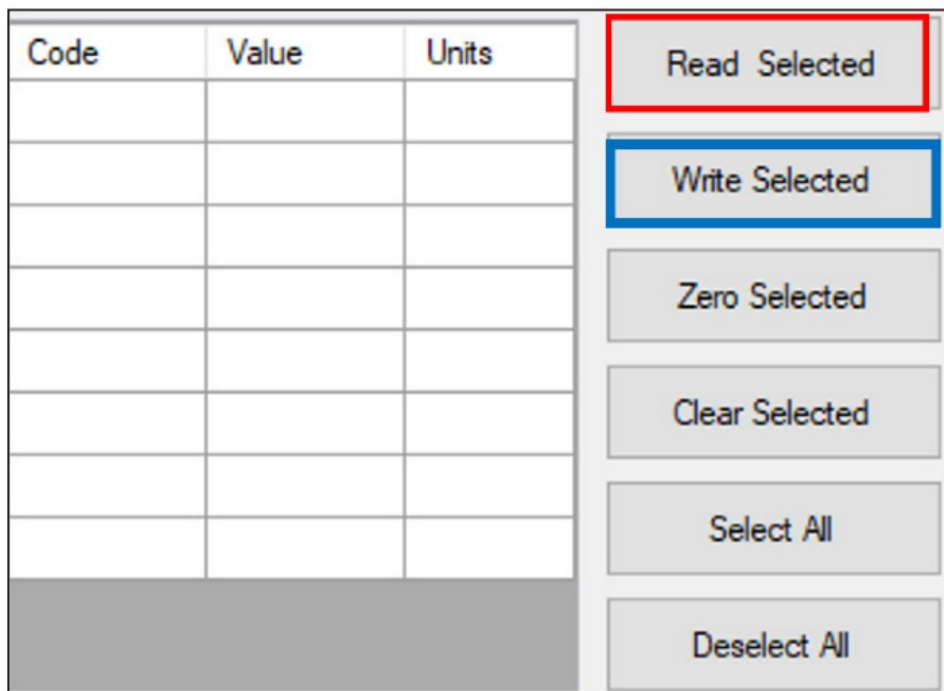 Code Value Units
Read Selected
Write Selected
Zero Selected
Clear Selected
Select All
Deselect All